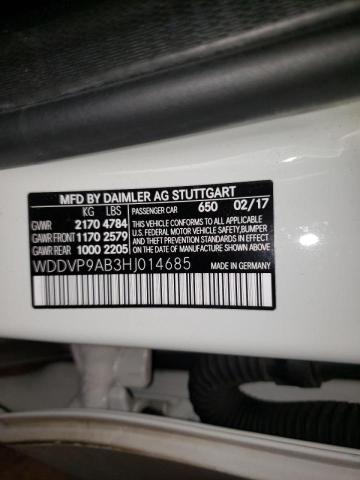 MFD BY DAIMLER AG STUTTGART
KG LBS PASSENGER CAR 650 02/17
GVWR 2170 4784
GAWR FRONT 1170 2579
GAWR REAR 1000 2205
THIS VEHICLE CONFORMS TO ALL APPLICABLE
U.S. FEDERAL MOTOR VEHICLE SAFETY, BUMPER,
AND THEFT PREVENTION STANDARDS IN EFFECT
ON THE DATE OF MANUFACTURE SHOWN ABOVE.
WDDVP9AB3HJ014685 MADE IN GERMANY